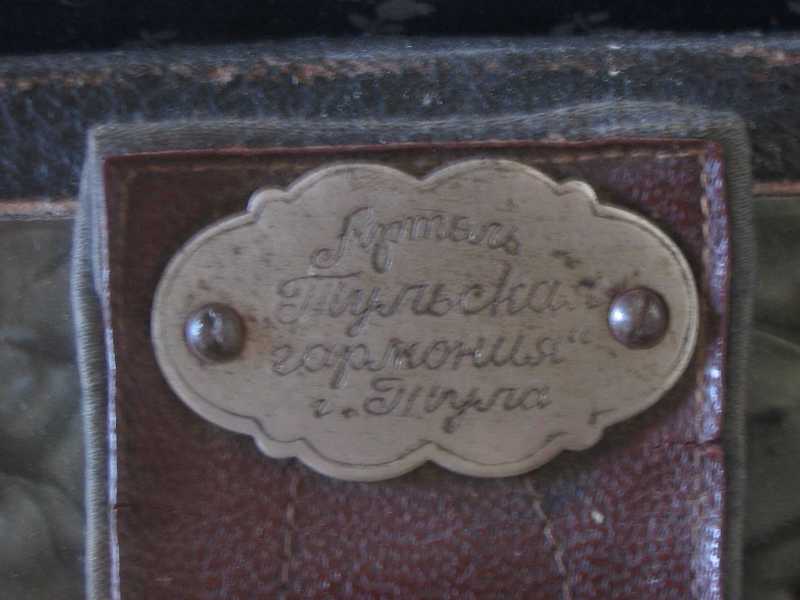 Артель
Тульская
гармония"
г. Тула